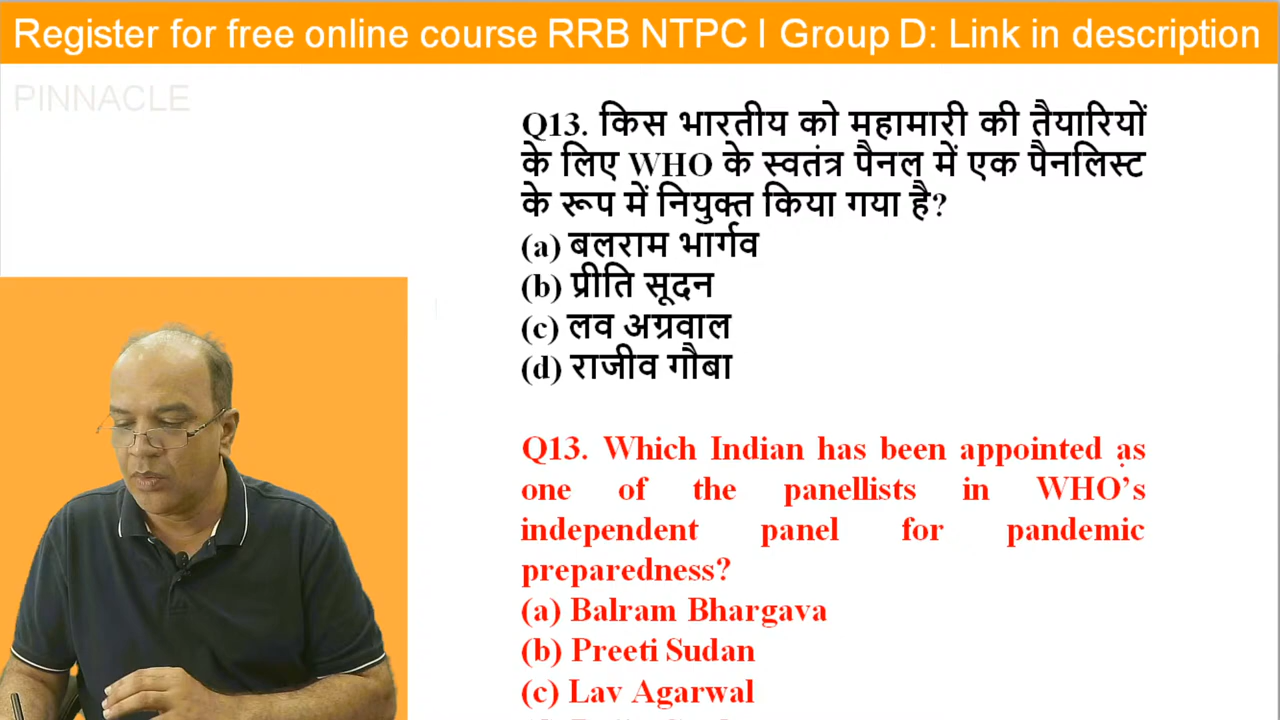 Register for free online course RRB NTPC I Group D: Link in description
PINNACLE
Q13. किस भारतीय को महामारी की तैयारियों
के लिए WHO के स्वतंत्र पैनल में एक पैनलिस्ट
के रूप में नियुक्त किया गया है?
(a) बलराम भार्गव
(b) प्रीति सूदन
(c) लव अग्रवाल
(d) राजीव गौबा
Q13. Which Indian has been appointed as
one of the panellists in WHO’s
independent panel for pandemic
preparedness?
(a) Balram Bhargava
(b) Preeti Sudan
(c) Lav Agarwal